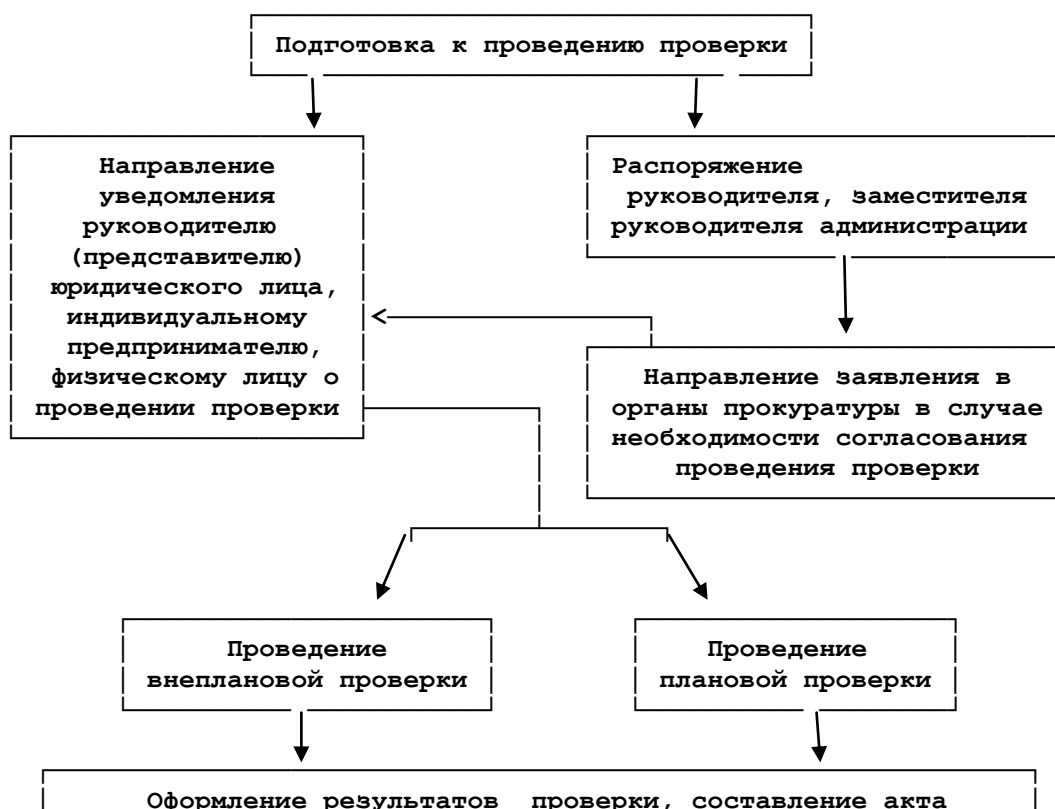 Подготовка к проведению проверки
Направление
уведомления
руководителю
(представителю)
юридического лица,
индивидуальному
предпринимателю,
физическому лицу о
проведении проверки
Распоряжение
руководителя, заместителя
руководителя администрации
Направление заявления в
органы прокуратуры в случае
необходимости согласования
проведения проверки
Проведение
внеплановой проверки
Проведение
плановой проверки
Оформление результатов проверки, составление акта